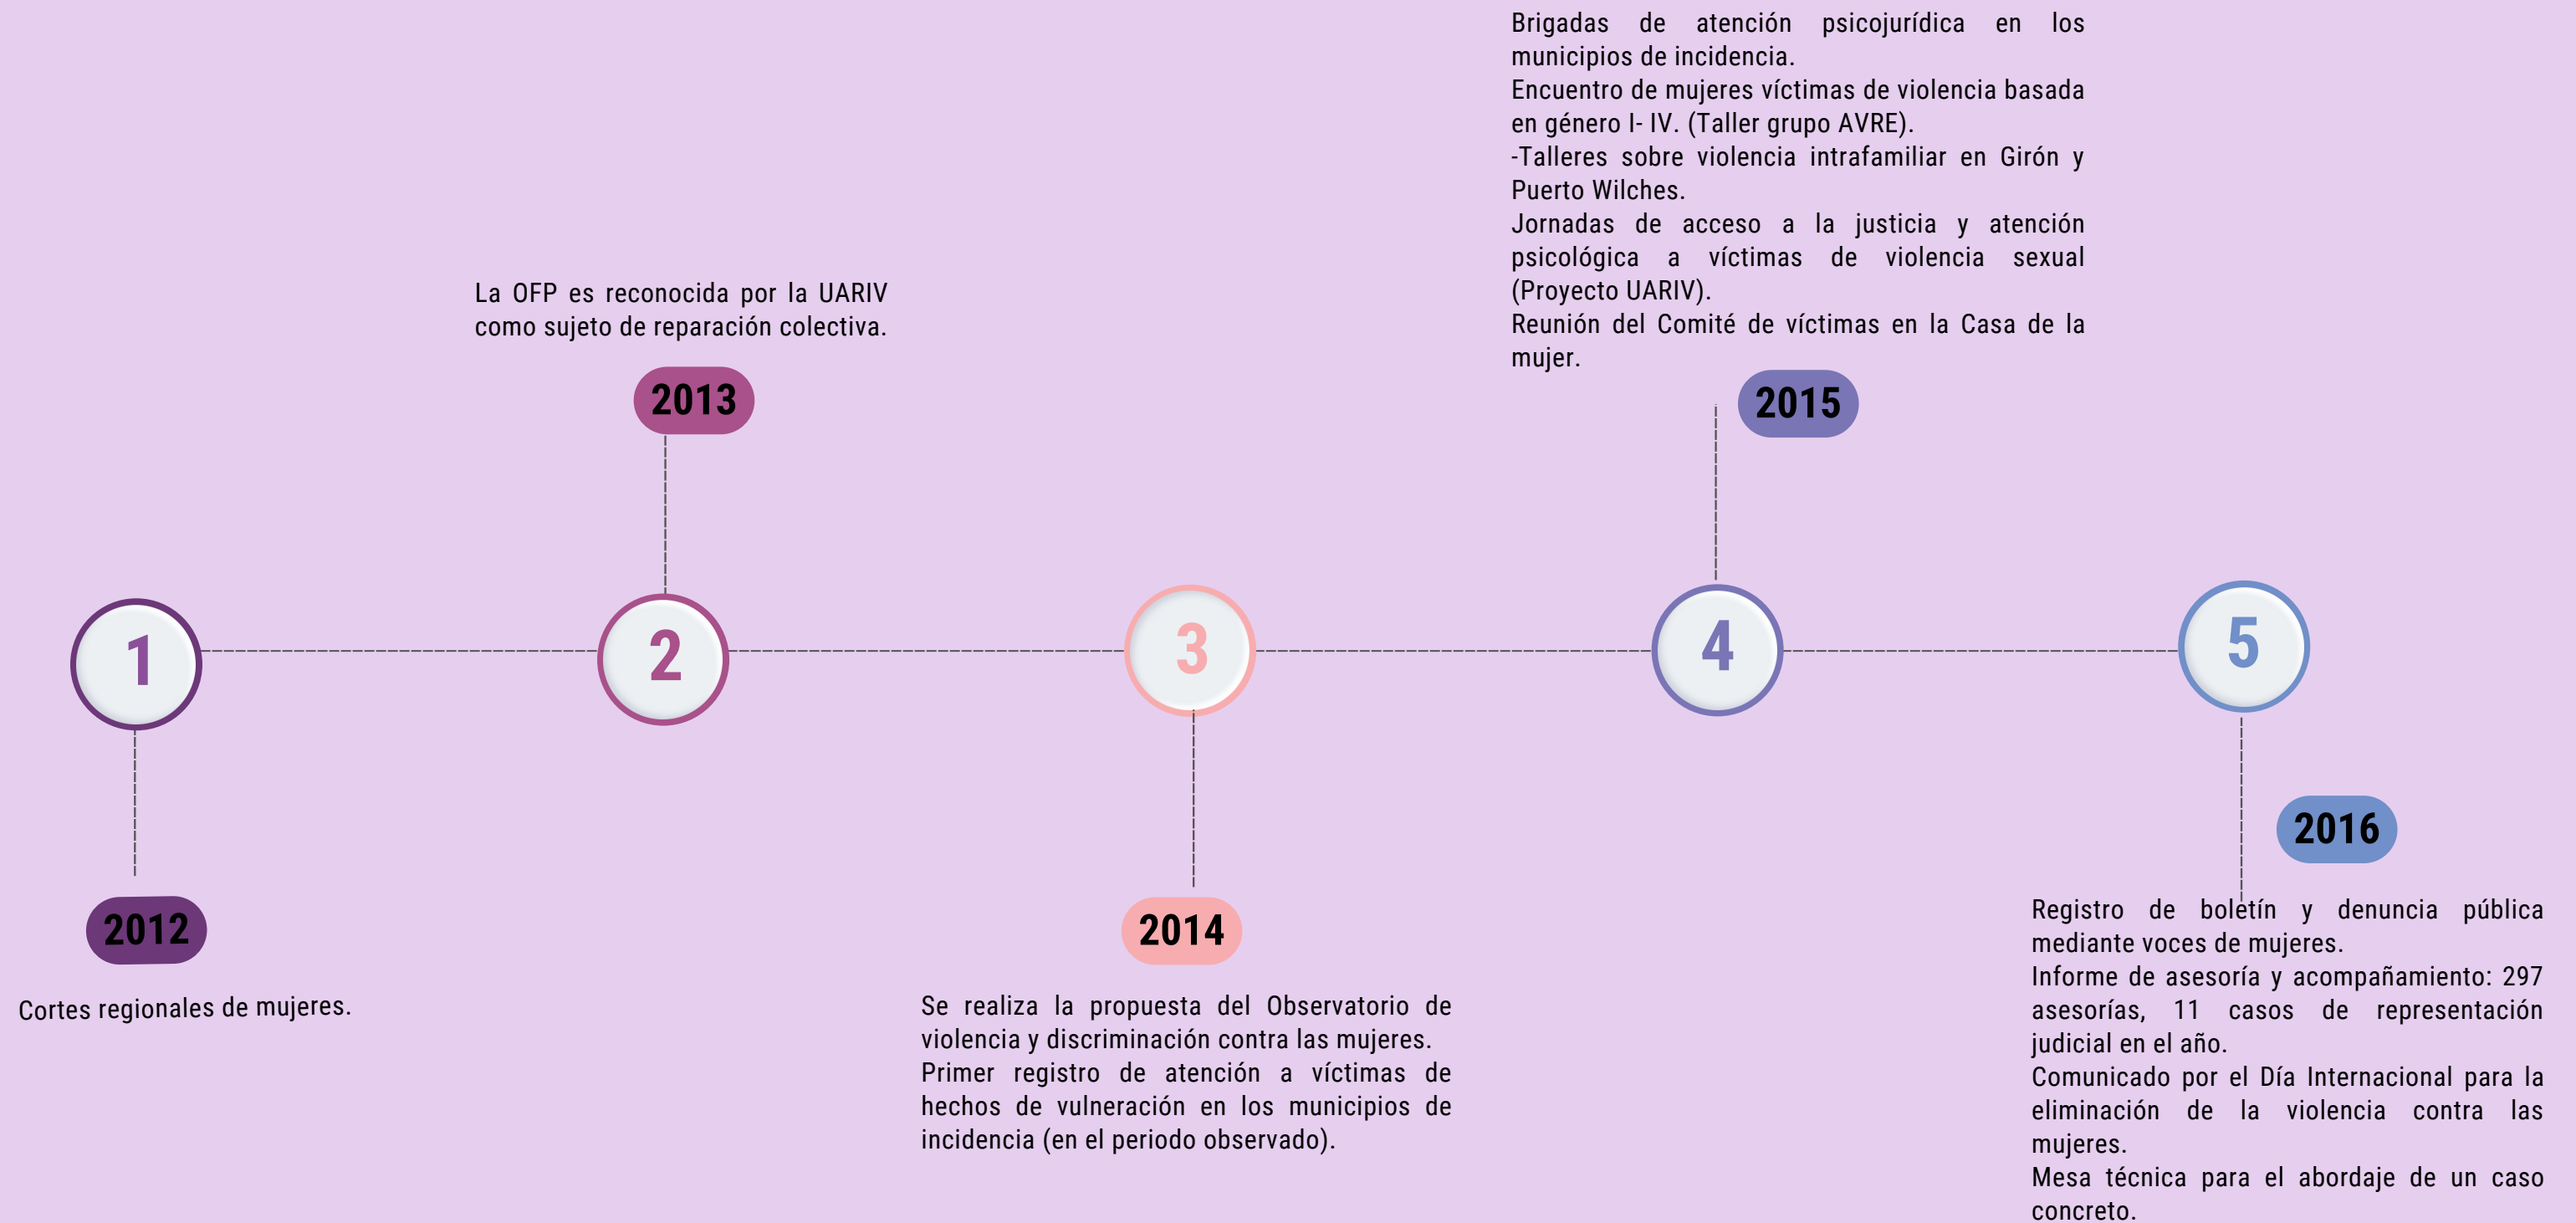 1
2012
Cortes regionales de mujeres.
2
La OFP es reconocida por la UARIV
como sujeto de reparación colectiva.
2013
3
2014
Se realiza la propuesta del Observatorio de
violencia y discriminación contra las mujeres.
Primer registro de atención a víctimas de
hechos de vulneración en los municipios de
incidencia (en el periodo observado).
4
Brigadas de atención psicojurídica en los
municipios de incidencia.
Encuentro de mujeres víctimas de violencia basada
en género I- IV. (Taller grupo AVRE).
-Talleres sobre violencia intrafamiliar en Girón y
Puerto Wilches.
Jornadas de acceso a la justicia y atención
psicológica a víctimas de violencia sexual
(Proyecto UARIV).
Reunión del Comité de víctimas en la Casa de la
mujer.
2015
5
2016
Registro de boletín y denuncia pública
mediante voces de mujeres.
Informe de asesoría y acompañamiento: 297
asesorías, 11 casos de representación
judicial en el año.
Comunicado por el Día Internacional para la
eliminación de la violencia contra las
mujeres.
Mesa técnica para el abordaje de un caso
concreto.